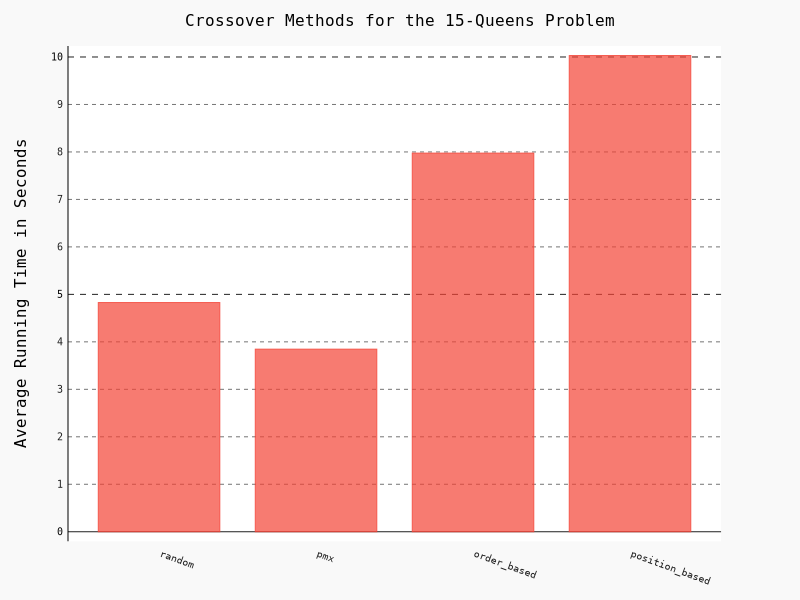 Crossover Methods for the 15-Queens Problem
Average Running Time in Seconds
10
9
8
7
6
5
4
3
2
1
0
random
pmx
order_based
position_based